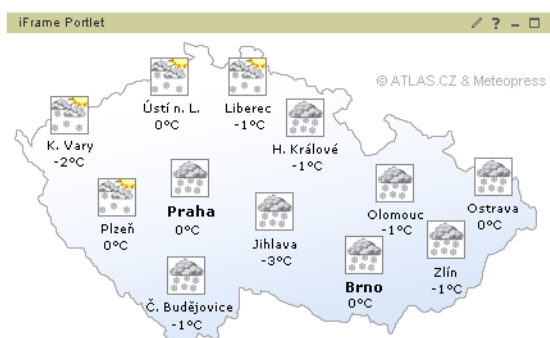 iFrame Portlet
© ATLAS.CZ & Meteopress
Ústí n. L.
0°C
Liberec
-1°C
K. Vary
-2°C
H. Králové
-1°C
Plzeň
0°C
Praha
0°C
Jihlava
-3°C
Olomouc
-1°C
Ostrava
0°C
Č. Budějovice
-1°C
Brno
0°C
Zlín
-1°C